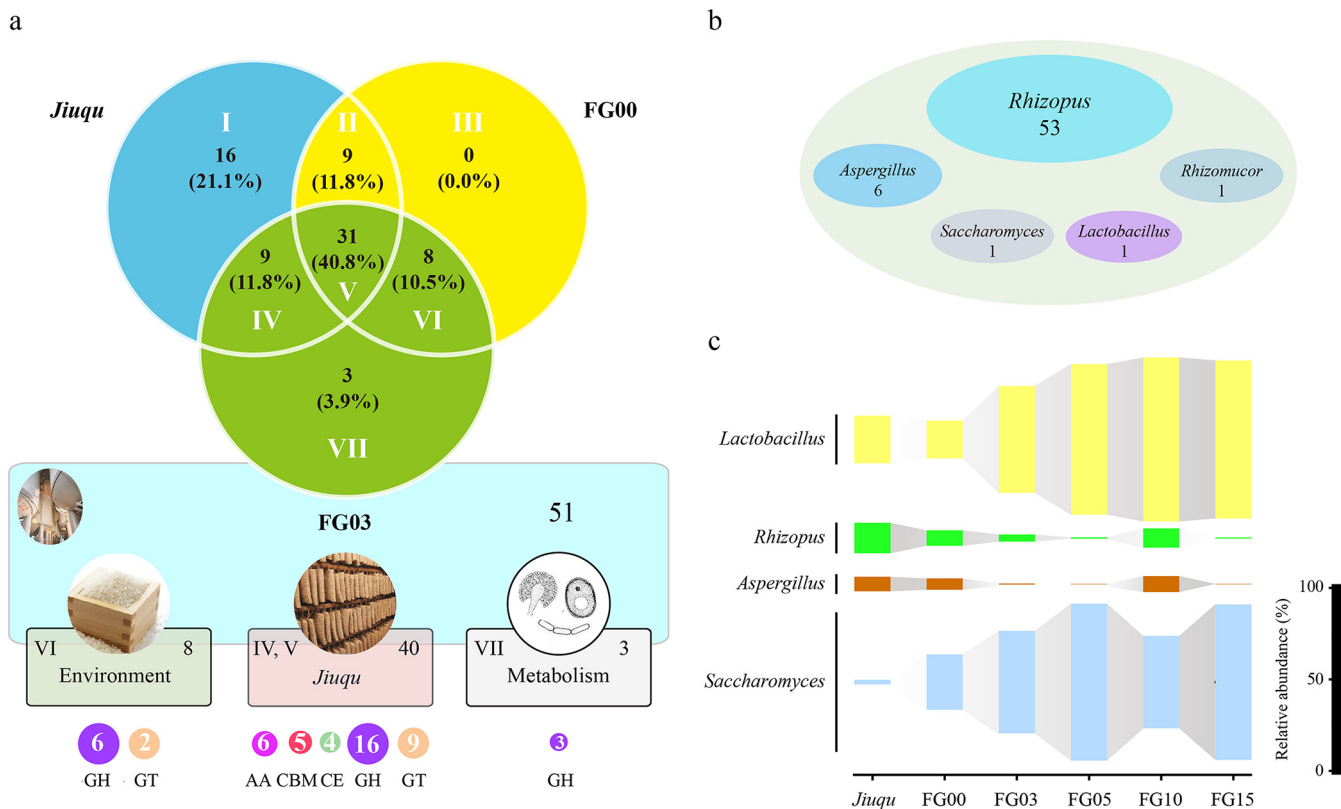 a
Jiuqu
FG00
I
16
(21.1%)
II
9
(11.8%)
III
0
(0.0%)
9
(11.8%)
IV
31
(40.8%)
V
8
(10.5%)
VI
3
(3.9%)
VII
FG03
51
VI 8
Environment
IV, V 40
Jiuqu
VII 3
Metabolism
6 2
GH GT
6 5 4 16 9
AA CBM CE GH GT
3
GH
b
Rhizopus
53
Aspergillus
6
Rhizomucor
1
Saccharomyces
1
Lactobacillus
1
c
Lactobacillus
Rhizopus
Aspergillus
Saccharomyces
100
50
0
Relative abundance (%)
Jiuqu FG00 FG03 FG05 FG10 FG15